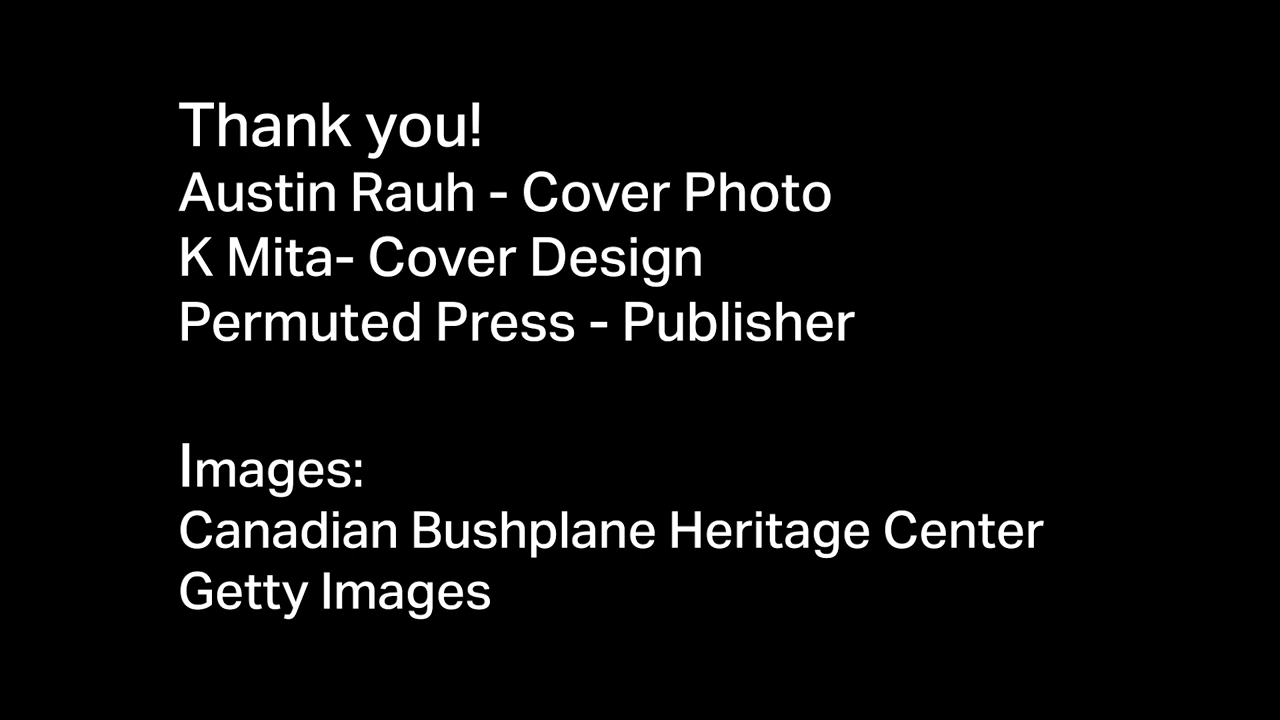 Thank you!
Austin Rauh - Cover Photo
K Mita- Cover Design
Permuted Press - Publisher
Images:
Canadian Bushplane Heritage Center
Getty Images